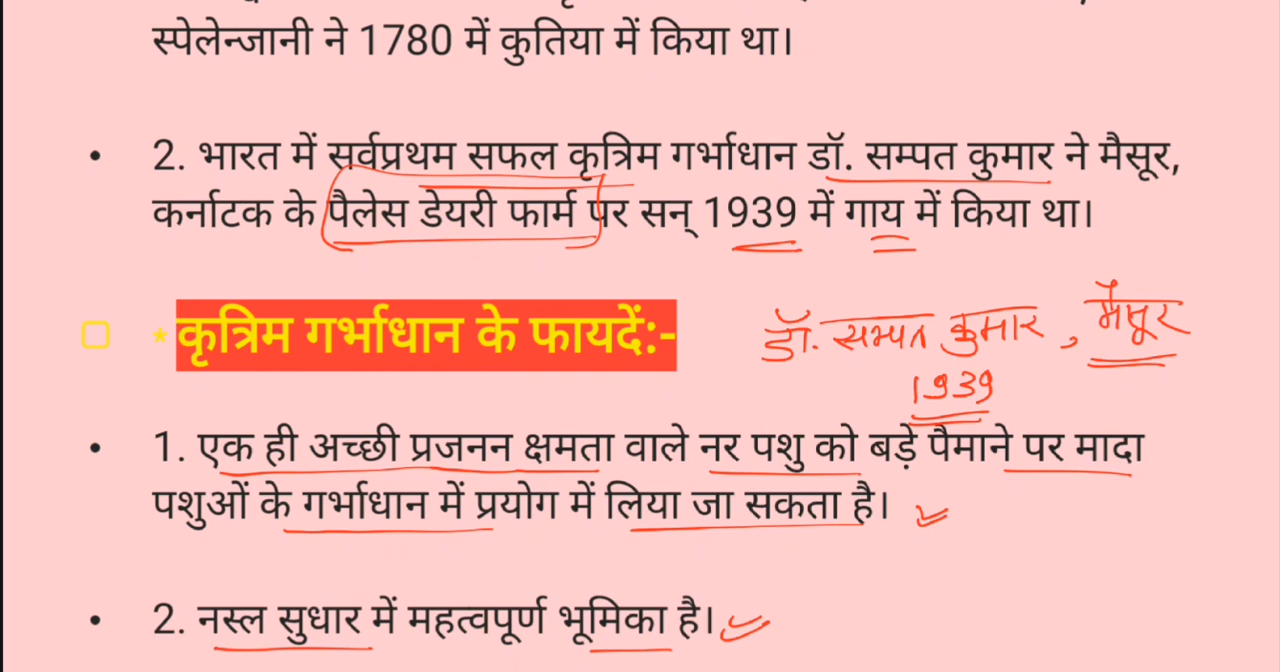 स्पेलेन्जानी ने 1780 में कुतिया में किया था।
• 2. भारत में सर्वप्रथम सफल कृत्रिम गर्भाधान डॉ. सम्पत कुमार ने मैसूर,
कर्नाटक के पैलेस डेयरी फार्म पर सन् 1939 में गाय में किया था।
* कृत्रिम गर्भाधान के फायदें:-
डॉ. सम्पत कुमार, मैसूर
1939
• 1. एक ही अच्छी प्रजनन क्षमता वाले नर पशु को बड़े पैमाने पर मादा
पशुओं के गर्भाधान में प्रयोग में लिया जा सकता है।
• 2. नस्ल सुधार में महत्वपूर्ण भूमिका है।